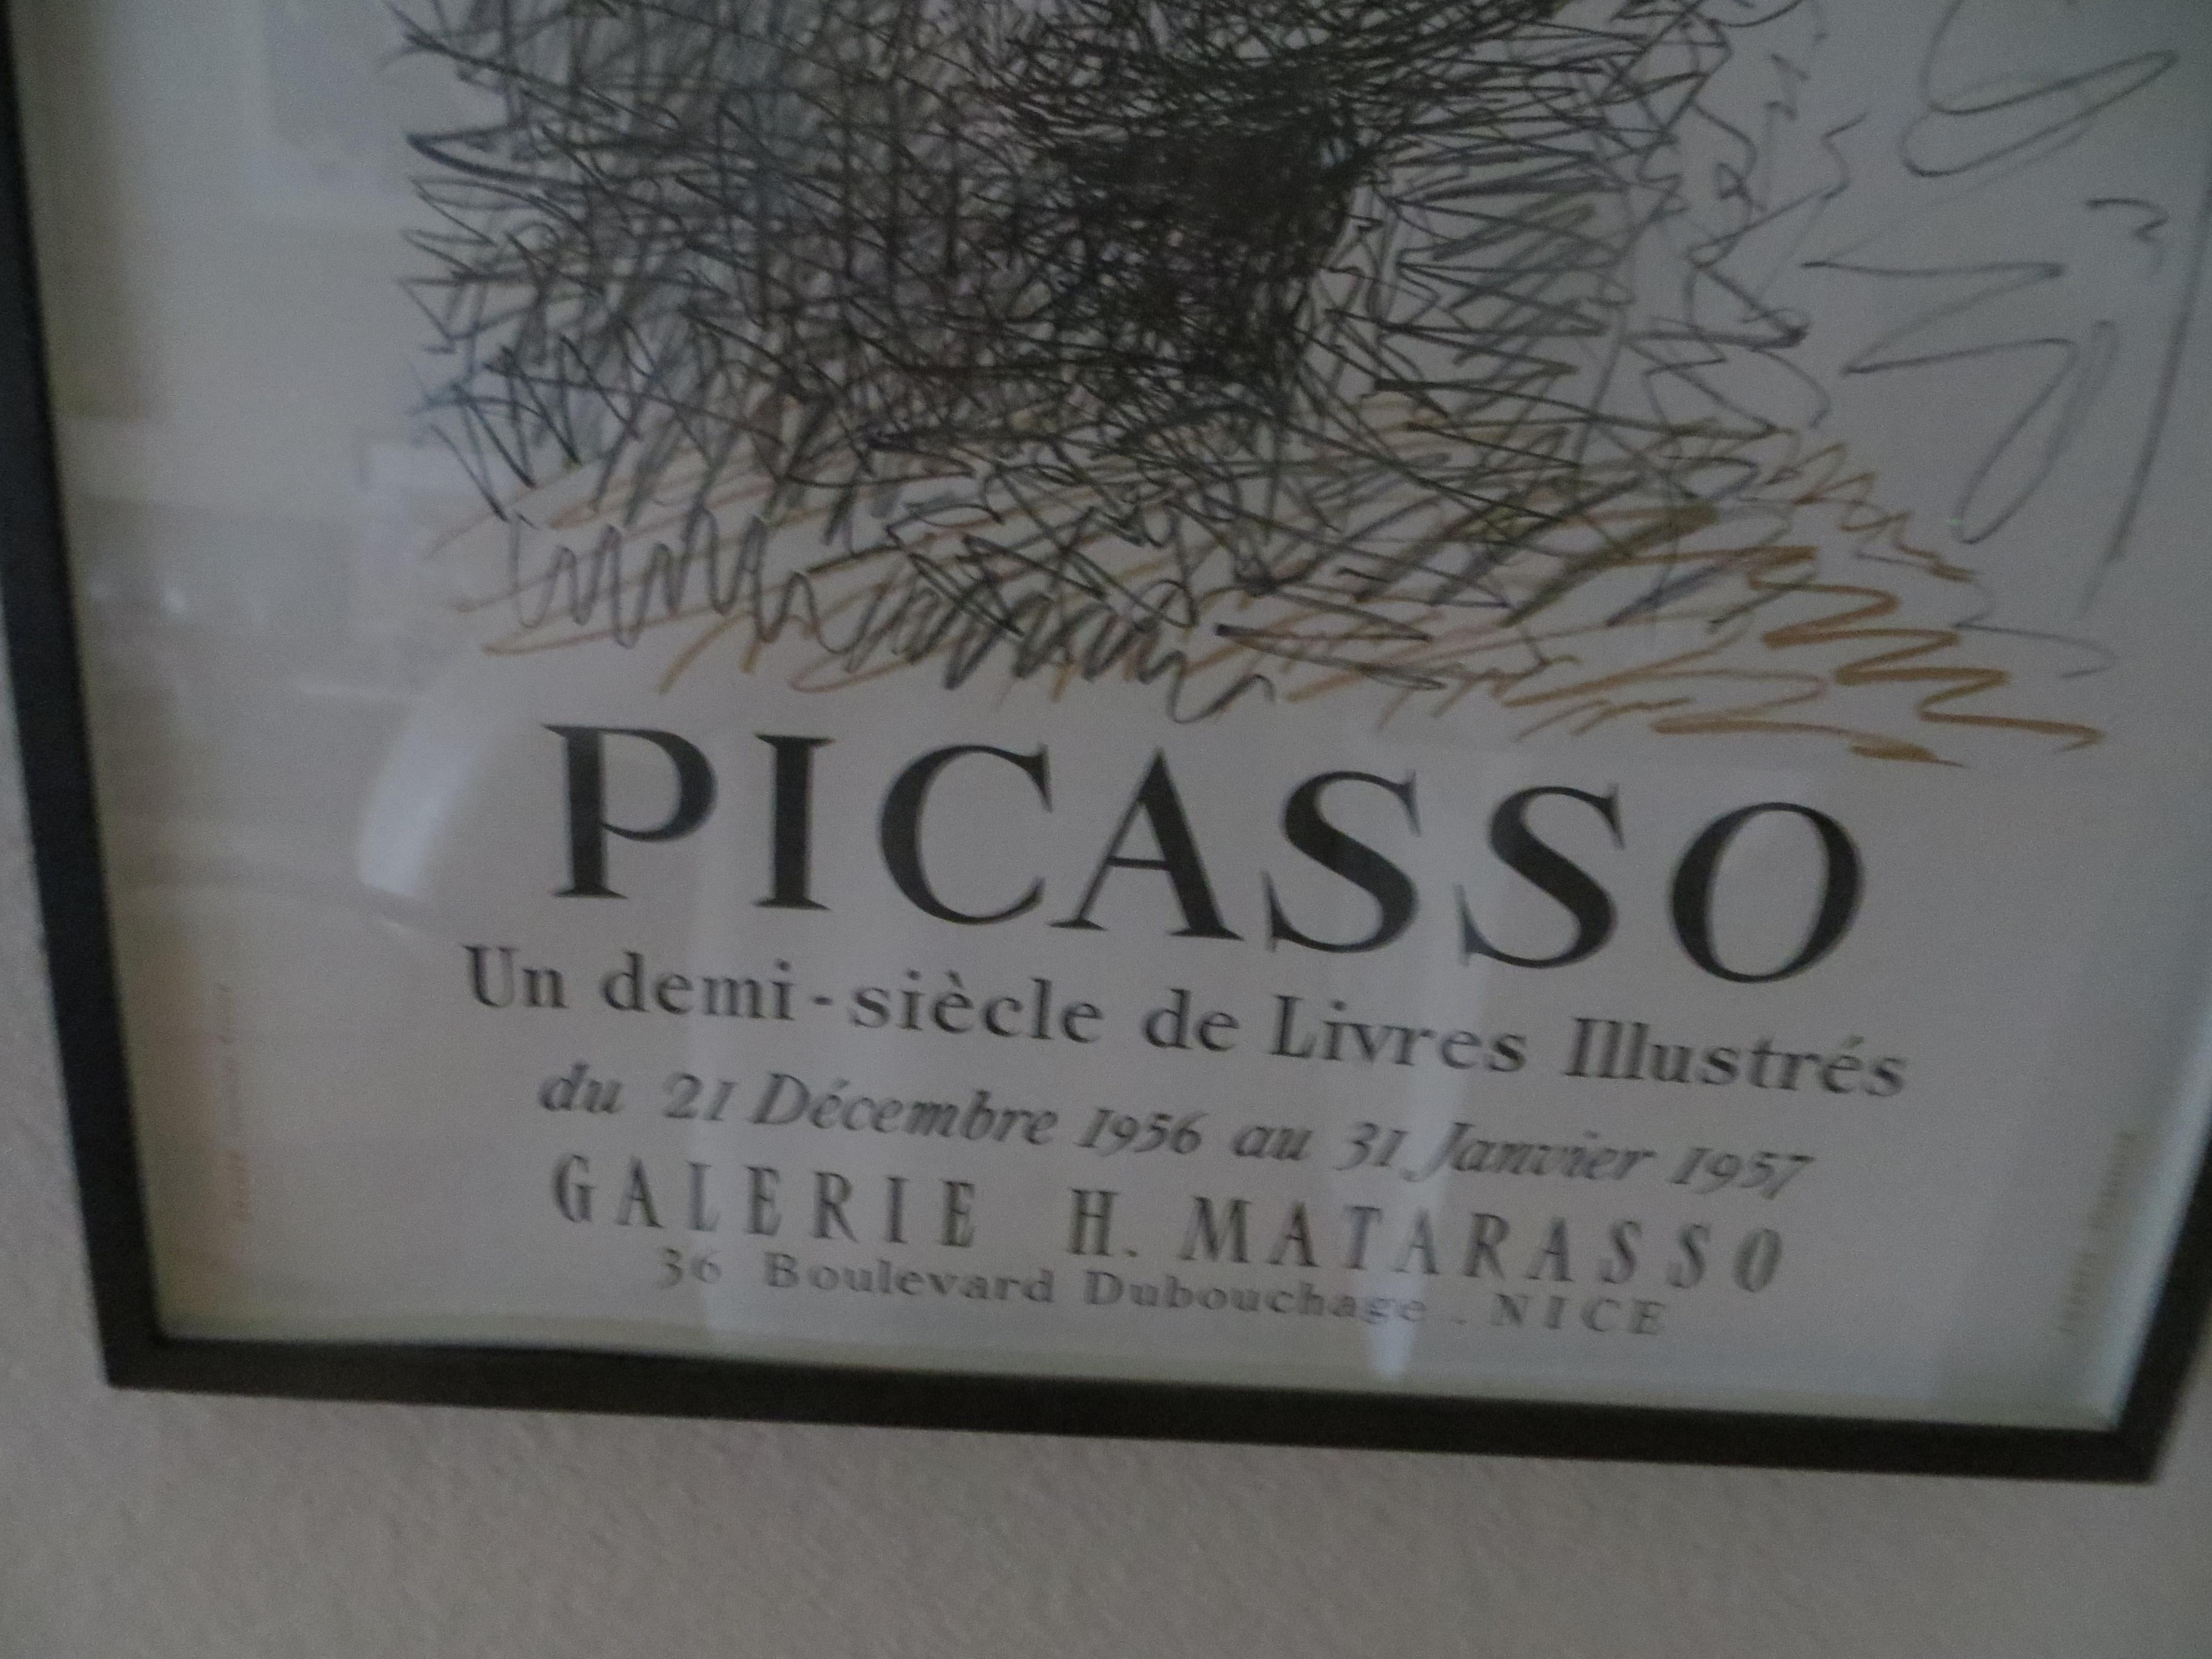 PICASSO
Un demi-siècle de Livres Illustrés
du 21 Décembre 1956 au 31 Janvier 1957
GALERIE H. MATARASSO
36 Boulevard Dubouchage . NICE